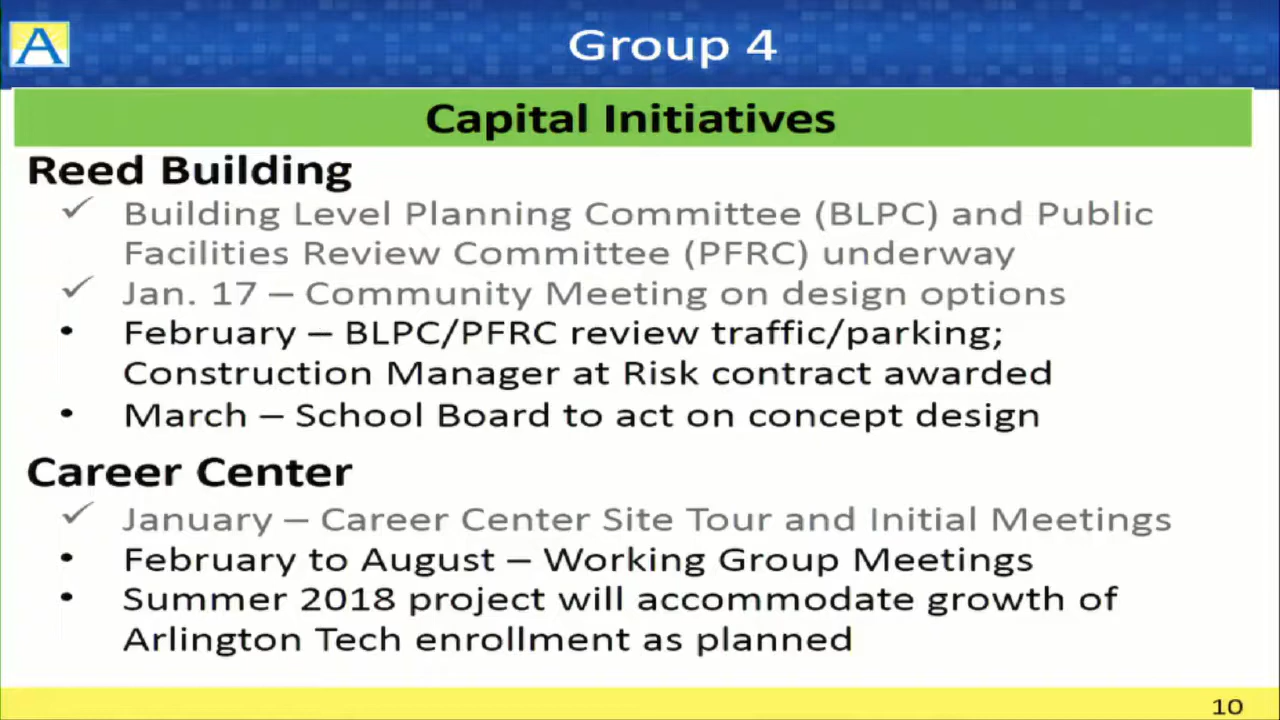 A
Group 4
Capital Initiatives
Reed Building
✓ Building Level Planning Committee (BLPC) and Public
Facilities Review Committee (PFRC) underway
✓ Jan. 17 – Community Meeting on design options
• February – BLPC/PFRC review traffic/parking;
Construction Manager at Risk contract awarded
• March – School Board to act on concept design
Career Center
✓ January – Career Center Site Tour and Initial Meetings
• February to August – Working Group Meetings
• Summer 2018 project will accommodate growth of
Arlington Tech enrollment as planned
10